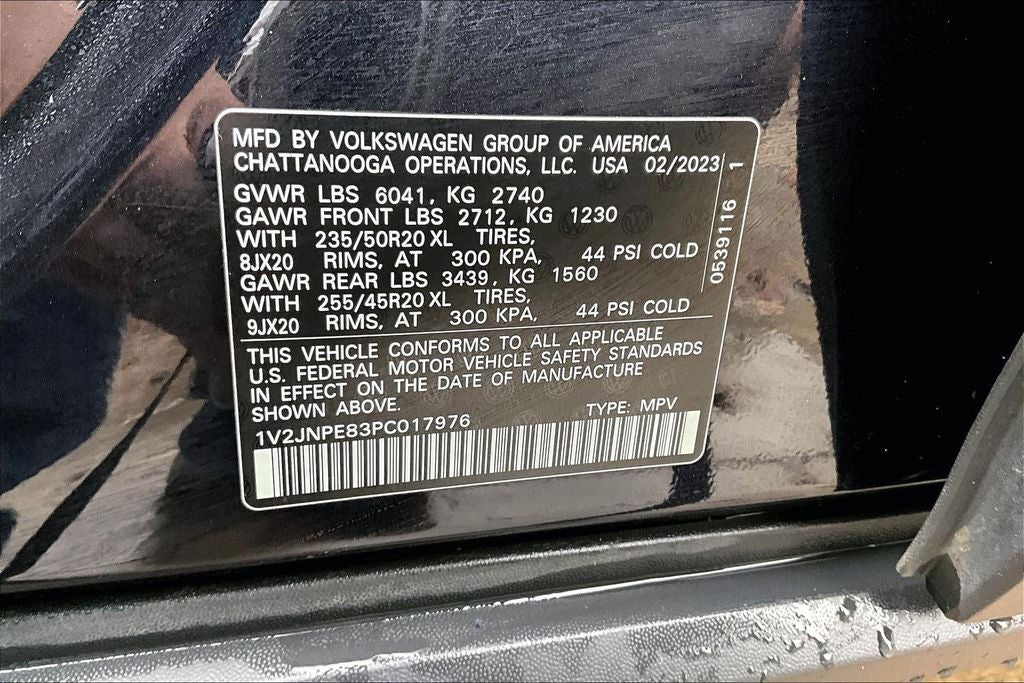 MFD BY VOLKSWAGEN GROUP OF AMERICA
CHATTANOOGA OPERATIONS, LLC. USA 02/2023
GVWR LBS 6041, KG 2740
GAWR FRONT LBS 2712, KG 1230
WITH 235/50R20 XL TIRES,
8JX20 RIMS, AT 300 KPA, 44 PSI COLD
GAWR REAR LBS 3439, KG 1560
WITH 255/45R20 XL TIRES,
9JX20 RIMS, AT 300 KPA, 44 PSI COLD
0539116 1
THIS VEHICLE CONFORMS TO ALL APPLICABLE
U.S. FEDERAL MOTOR VEHICLE SAFETY STANDARDS
IN EFFECT ON THE DATE OF MANUFACTURE
SHOWN ABOVE.
1V2JNPE83PC017976 TYPE: MPV